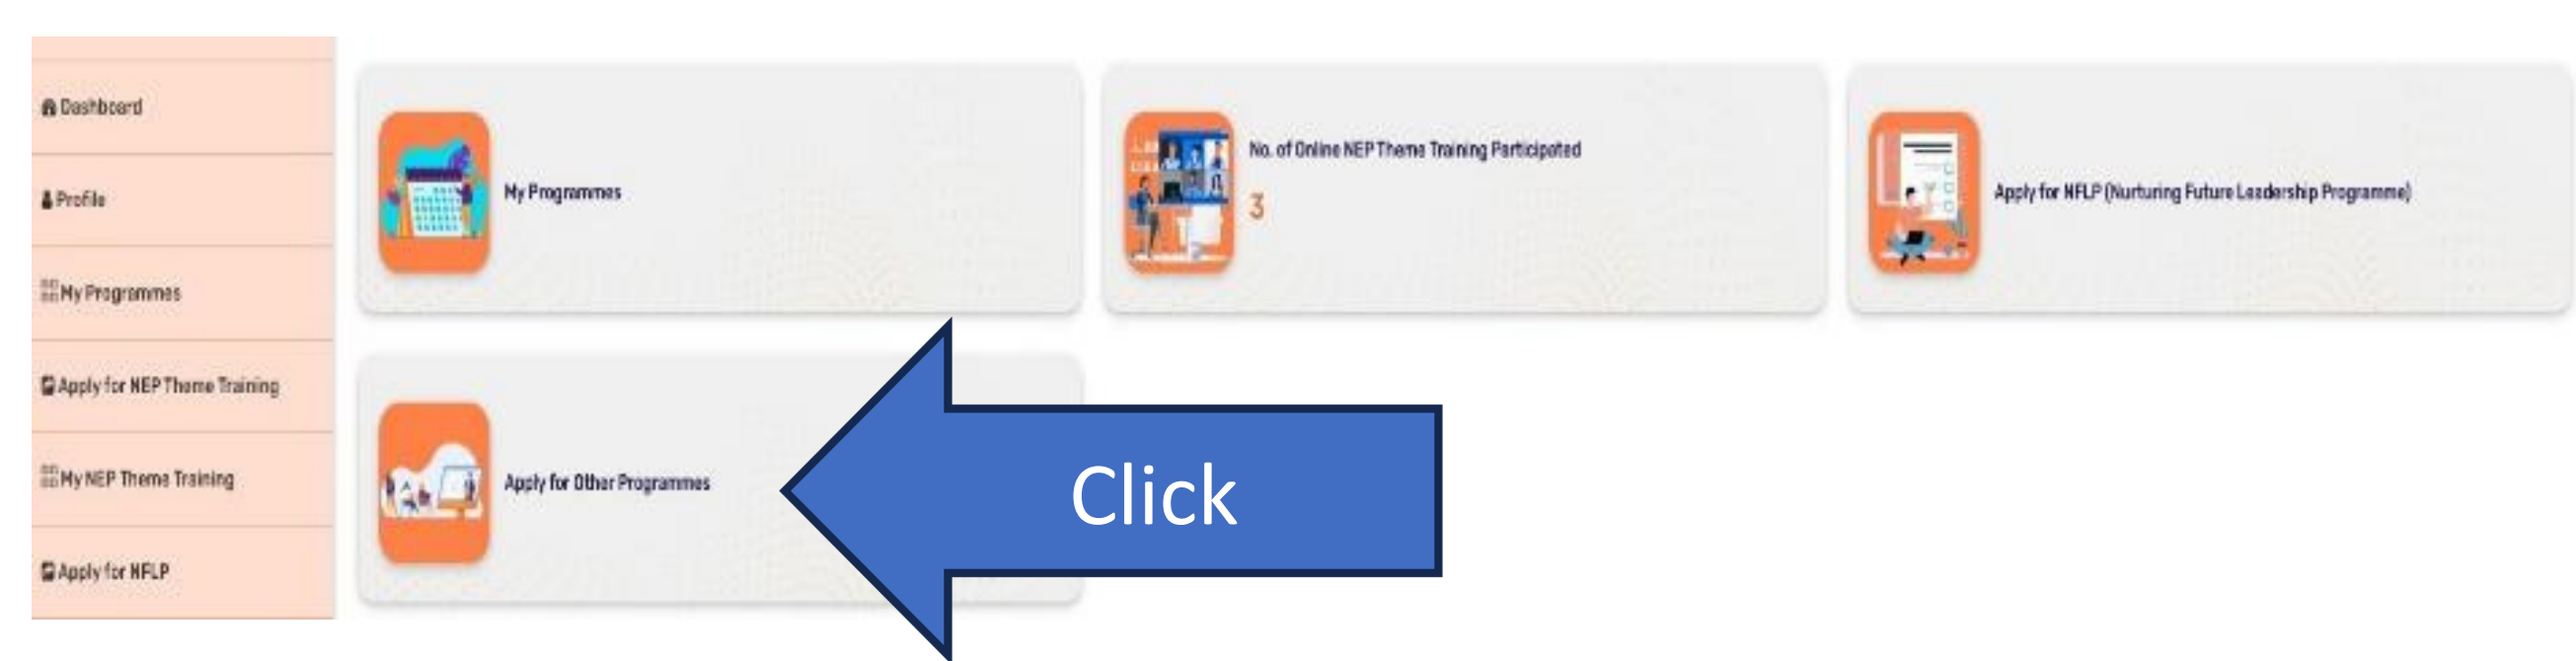 Dashboard
Profile
My Programmes
Apply for NEP Theme Training
My NEP Theme Training
Apply for NFLP
My Programmes
No. of Online NEP Theme Training Participated
3
Apply for NFLP (Nurturing Future Leadership Programme)
Apply for Other Programmes
Click